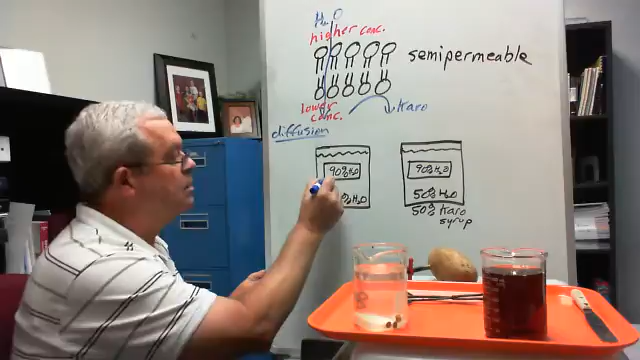 H2O
higher conc.
semipermeable
lower
conc.
Karo
diffusion
90% H2O
90% H2O
% H2O
50% H2O
50% Karo
syrup